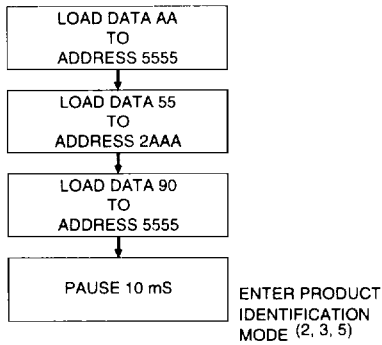 LOAD DATA AA
TO
ADDRESS 5555
LOAD DATA 55
TO
ADDRESS 2AAA
LOAD DATA 90
TO
ADDRESS 5555
PAUSE 10 mS
ENTER PRODUCT
IDENTIFICATION
MODE (2, 3, 5)